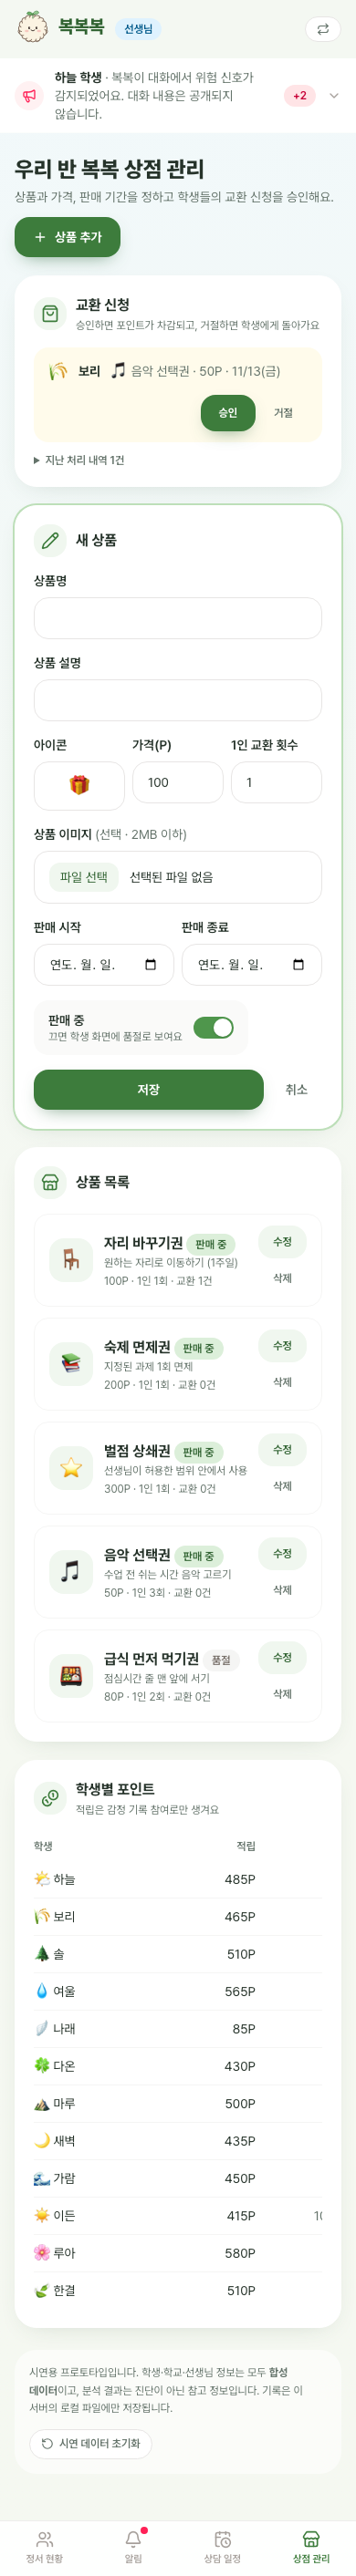 복복복 선생님
하늘 학생 · 복복이 대화에서 위험 신호가
감지되었어요. 대화 내용은 공개되지
않습니다.
+2
우리 반 복복 상점 관리
상품과 가격, 판매 기간을 정하고 학생들의 교환 신청을 승인해요.
+ 상품 추가
교환 신청
승인하면 포인트가 차감되고, 거절하면 학생에게 돌아가요
보리 음악 선택권 · 50P · 11/13(금)
승인 거절
▶ 지난 처리 내역 1건
새 상품
상품명
상품 설명
아이콘 가격(P) 1인 교환 횟수
100 1
상품 이미지 (선택 · 2MB 이하)
파일 선택 선택된 파일 없음
판매 시작 판매 종료
연도. 월. 일. 연도. 월. 일.
판매 중
끄면 학생 화면에 품절로 보여요
저장 취소
상품 목록
자리 바꾸기권 판매 중
원하는 자리로 이동하기 (1주일)
100P · 1인 1회 · 교환 1건
수정
삭제
숙제 면제권 판매 중
지정된 과제 1회 면제
200P · 1인 1회 · 교환 0건
수정
삭제
벌점 상쇄권 판매 중
선생님이 허용한 범위 안에서 사용
300P · 1인 1회 · 교환 0건
수정
삭제
음악 선택권 판매 중
수업 전 쉬는 시간 음악 고르기
50P · 1인 3회 · 교환 0건
수정
삭제
급식 먼저 먹기권 품절
점심시간 줄 맨 앞에 서기
80P · 1인 2회 · 교환 0건
수정
삭제
학생별 포인트
적립은 감정 기록 참여로만 생겨요
학생 적립
하늘 485P
보리 465P
솔 510P
여울 565P
나래 85P
다온 430P
마루 500P
새벽 435P
가람 450P
이든 415P
루아 580P
한결 510P
시연용 프로토타입입니다. 학생·학교·선생님 정보는 모두 합성
데이터이고, 분석 결과는 진단이 아닌 참고 정보입니다. 기록은 이
서버의 로컬 파일에만 저장됩니다.
시연 데이터 초기화
정서 현황 알림 상담 일정 상점 관리